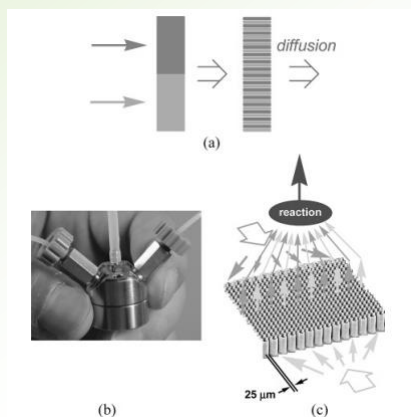 diffusion
(a)
reaction
25 μm
(b)
(c)